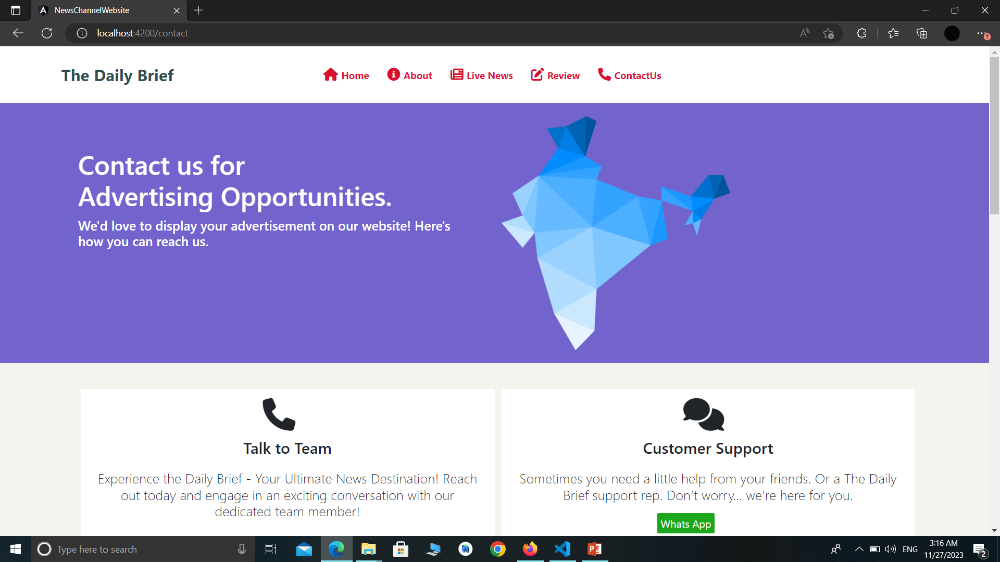 NewsChannelWebsite
localhost:4200/contact
The Daily Brief
Home
About
Live News
Review
ContactUs
Contact us for
Advertising Opportunities.
We'd love to display your advertisement on our website! Here's
how you can reach us.
Talk to Team
Experience the Daily Brief - Your Ultimate News Destination! Reach
out today and engage in an exciting conversation with our
dedicated team member!
Customer Support
Sometimes you need a little help from your friends. Or a The Daily
Brief support rep. Don’t worry… we’re here for you.
Whats App
Type here to search
ENG
3:16 AM
11/27/2023
2